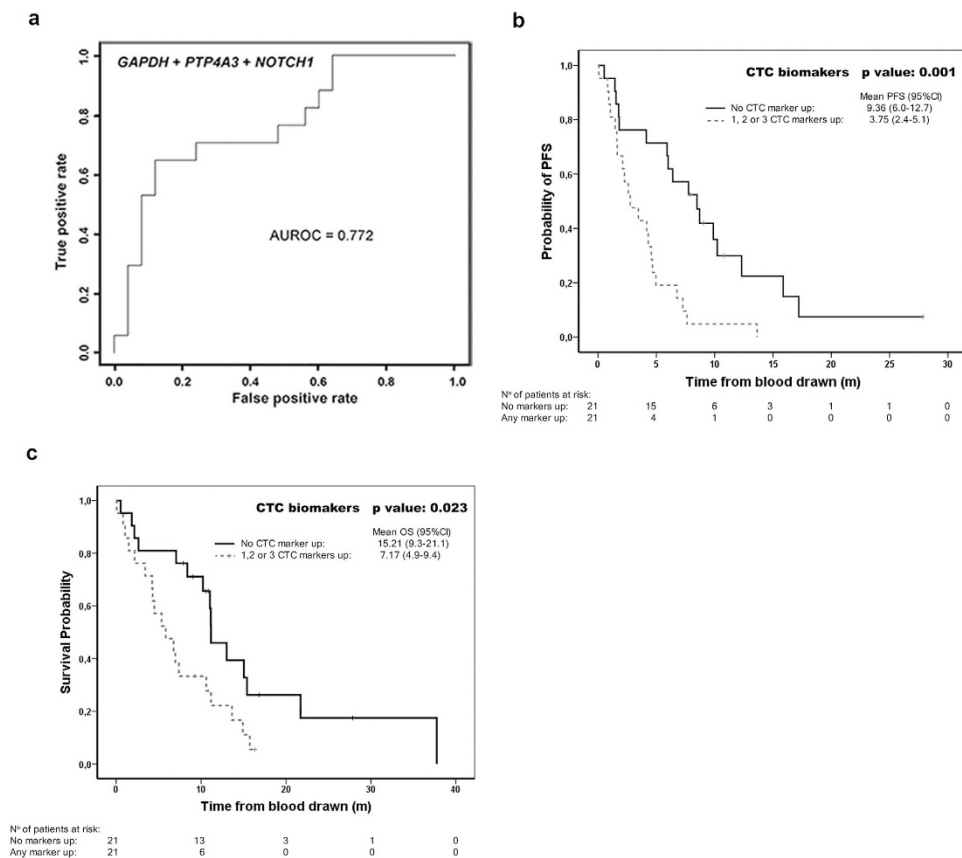 a
GAPDH + PTP4A3 + NOTCH1
AUROC = 0.772
True positive rate
1.0
0.8
0.6
0.4
0.2
0.0
0.0 0.2 0.4 0.6 0.8 1.0
False positive rate
b
CTC biomakers p value: 0.001
Mean PFS (95%CI)
No CTC marker up: 9.36 (6.0-12.7)
1, 2 or 3 CTC markers up: 3.75 (2.4-5.1)
Probability of PFS
1,0
0,8
0,6
0,4
0,2
0,0
0 5 10 15 20 25 30
Time from blood drawn (m)
Nº of patients at risk:
No markers up: 21 15 6 3 1 1 0
Any marker up: 21 4 1 0 0 0 0
c
CTC biomakers p value: 0.023
Mean OS (95%CI)
No CTC marker up: 15.21 (9.3-21.1)
1,2 or 3 CTC markers up: 7.17 (4.9-9.4)
Survival Probability
1,0
0,8
0,6
0,4
0,2
0,0
0 10 20 30 40
Time from blood drawn (m)
Nº of patients at risk:
No markers up: 21 13 3 1 0
Any marker up: 21 6 0 0 0